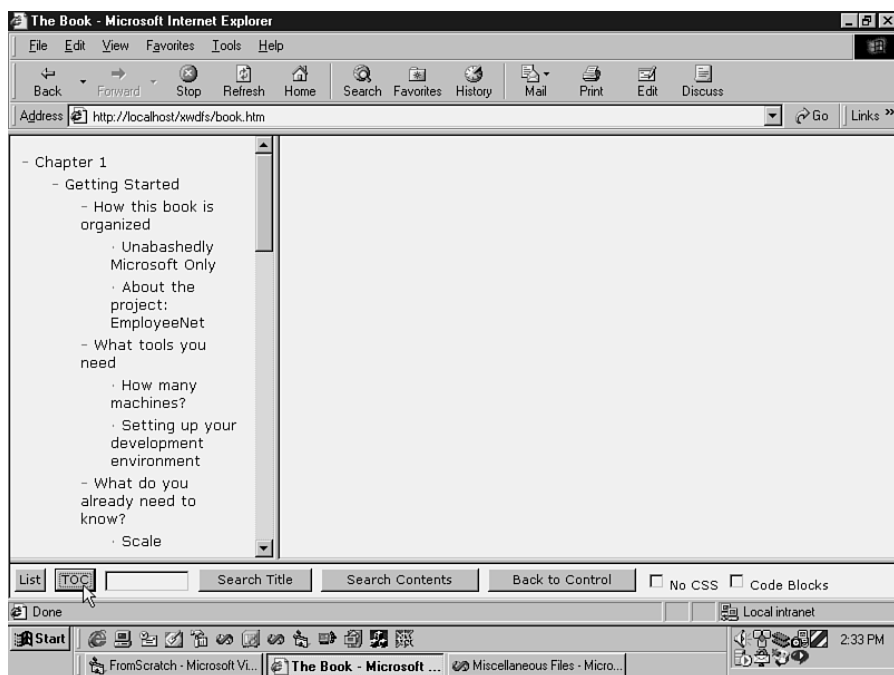 The Book - Microsoft Internet Explorer
File Edit View Favorites Tools Help
Back Forward Stop Refresh Home Search Favorites History Mail Print Edit Discuss
Address http://localhost/xwdfs/book.htm Go Links »
- Chapter 1
- Getting Started
- How this book is
organized
· Unabashedly
Microsoft Only
· About the
project:
EmployeeNet
- What tools you
need
· How many
machines?
· Setting up your
development
environment
- What do you
already need to
know?
· Scale
List TOC Search Title Search Contents Back to Control No CSS Code Blocks
Done Local intranet
Start 2:33 PM
FromScratch - Microsoft Vi... The Book - Microsoft ... Miscellaneous Files - Micro...